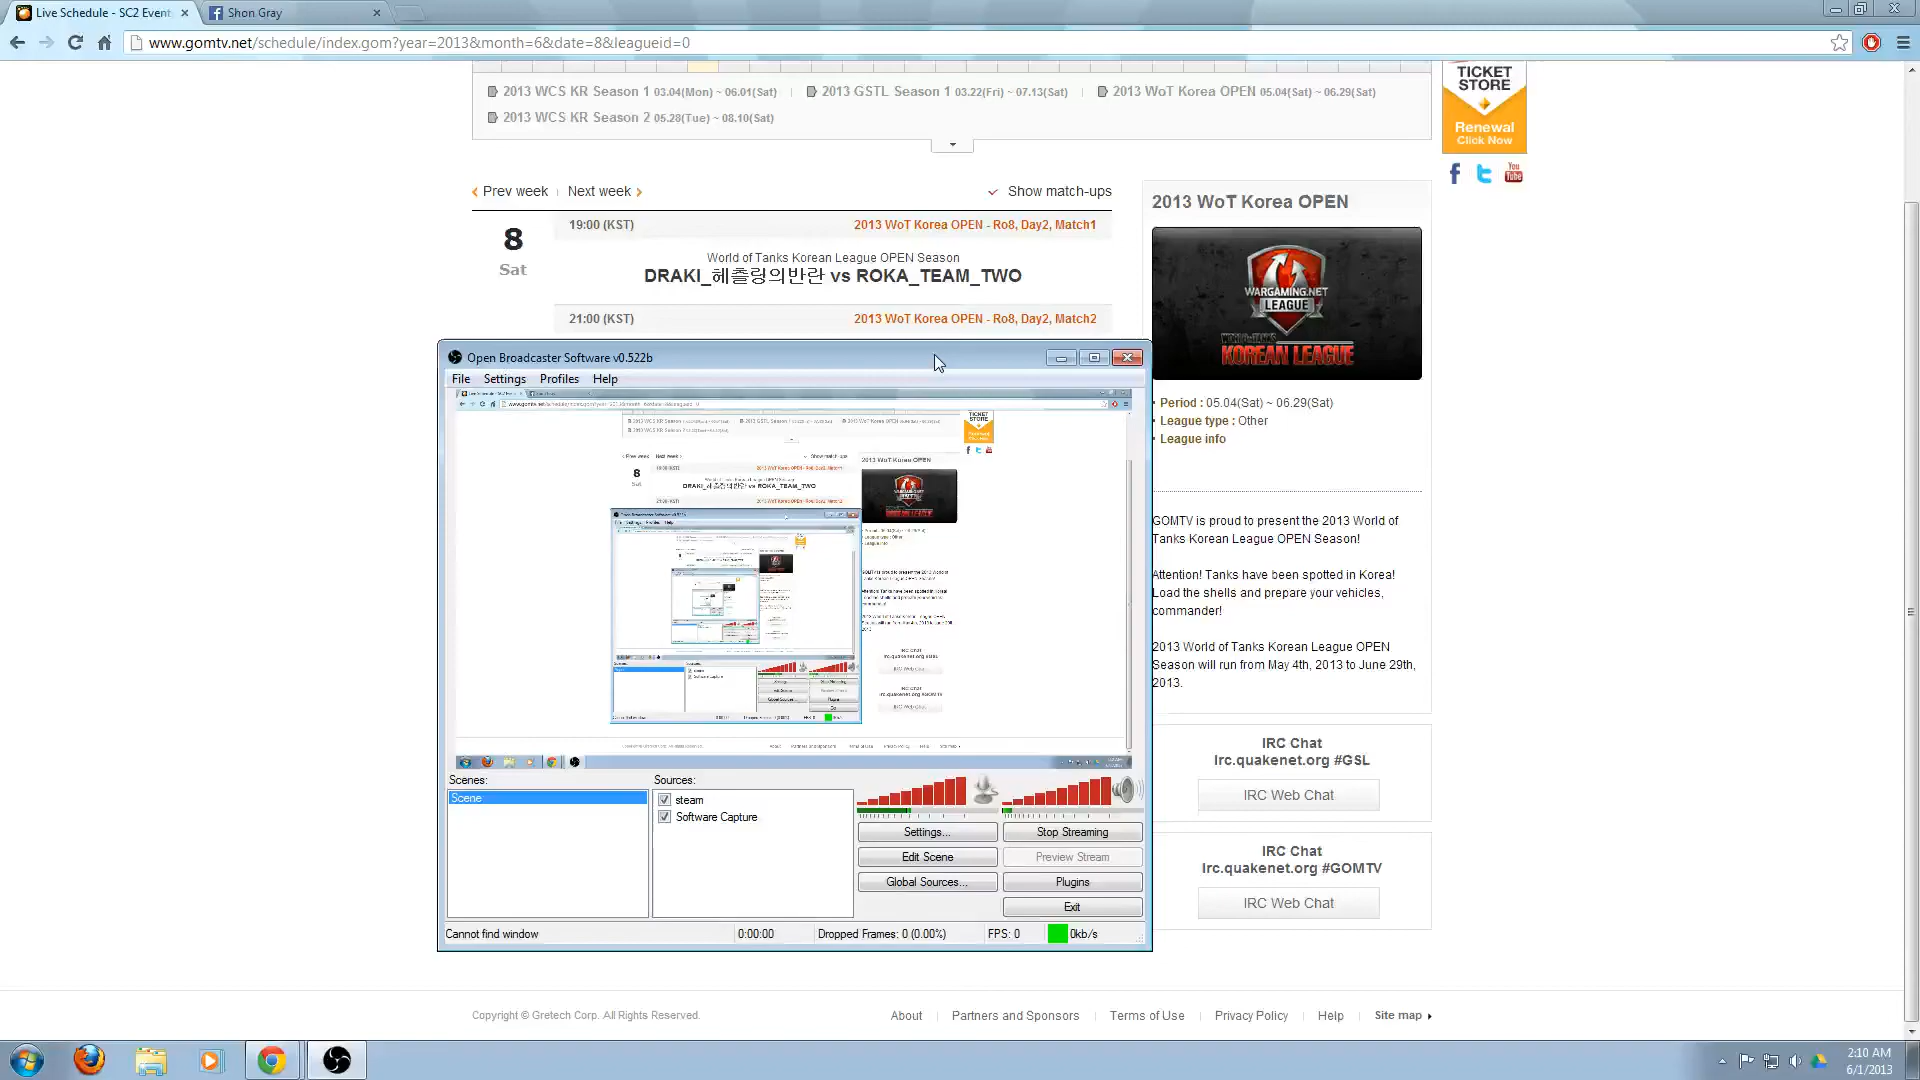 Live Schedule - SC2 Event
Shon Gray
www.gomtv.net/schedule/index.gom?year=2013&month=6&date=8&leagueid=0
2013 WCS KR Season 1 03.04(Mon) ~ 06.01(Sat)
2013 GSTL Season 1 03.22(Fri) ~ 07.13(Sat)
2013 WoT Korea OPEN 05.04(Sat) ~ 06.29(Sat)
2013 WCS KR Season 2 05.28(Tue) ~ 08.10(Sat)
TICKET
STORE
Renewal
Click Now
You
Tube
Prev week
Next week
Show match-ups
8
Sat
19:00 (KST)
2013 WoT Korea OPEN - Ro8, Day2, Match1
World of Tanks Korean League OPEN Season
DRAKI_헤츨링의반란 vs ROKA_TEAM_TWO
21:00 (KST)
2013 WoT Korea OPEN - Ro8, Day2, Match2
2013 WoT Korea OPEN
WARGAMING.NET
LEAGUE
WORLD OF TANKS
KOREAN LEAGUE
Period : 05.04(Sat) ~ 06.29(Sat)
League type : Other
League info
GOMTV is proud to present the 2013 World of
Tanks Korean League OPEN Season!
Attention! Tanks have been spotted in Korea!
Load the shells and prepare your vehicles,
commander!
2013 World of Tanks Korean League OPEN
Season will run from May 4th, 2013 to June 29th,
2013.
IRC Chat
Irc.quakenet.org #GSL
IRC Web Chat
IRC Chat
Irc.quakenet.org #GOMTV
IRC Web Chat
Open Broadcaster Software v0.522b
File Settings Profiles Help
Scenes:
Scene
Sources:
steam
Software Capture
Settings...
Stop Streaming
Edit Scene
Preview Stream
Global Sources...
Plugins
Exit
Cannot find window
0:00:00
Dropped Frames: 0 (0.00%)
FPS: 0
0kb/s
Copyright © Gretech Corp. All Rights Reserved.
About
Partners and Sponsors
Terms of Use
Privacy Policy
Help
Site map
2:10 AM
6/1/2013